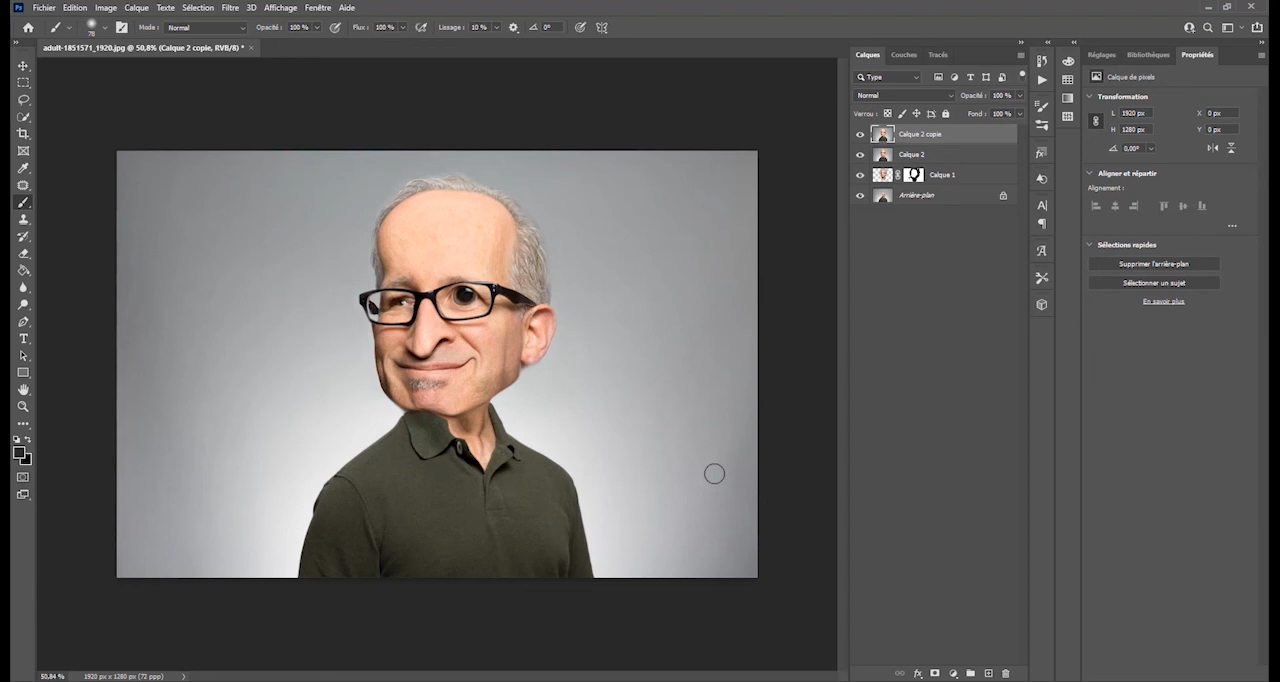 Ps Fichier Edition Image Calque Texte Sélection Filtre 3D Affichage Fenêtre Aide
78 Mode : Normal Opacité : 100 % Flux : 100 % Lissage : 10 % 0°
adult-1851571_1920.jpg @ 50,8% (Calque 2 copie, RVB/8) * ×
Calques Couches Tracés
Type
Normal Opacité : 100 %
Verrou : Fond : 100 %
Calque 2 copie
Calque 2
Calque 1
Arrière-plan
Réglages Bibliothèques Propriétés
Calque de pixels
Transformation
L 1920 px X 0 px
H 1280 px Y 0 px
0,00°
Aligner et répartir
Alignement :
Sélections rapides
Supprimer l'arrière-plan
Sélectionner un sujet
En savoir plus
50,84 % 1920 px x 1280 px (72 ppp)